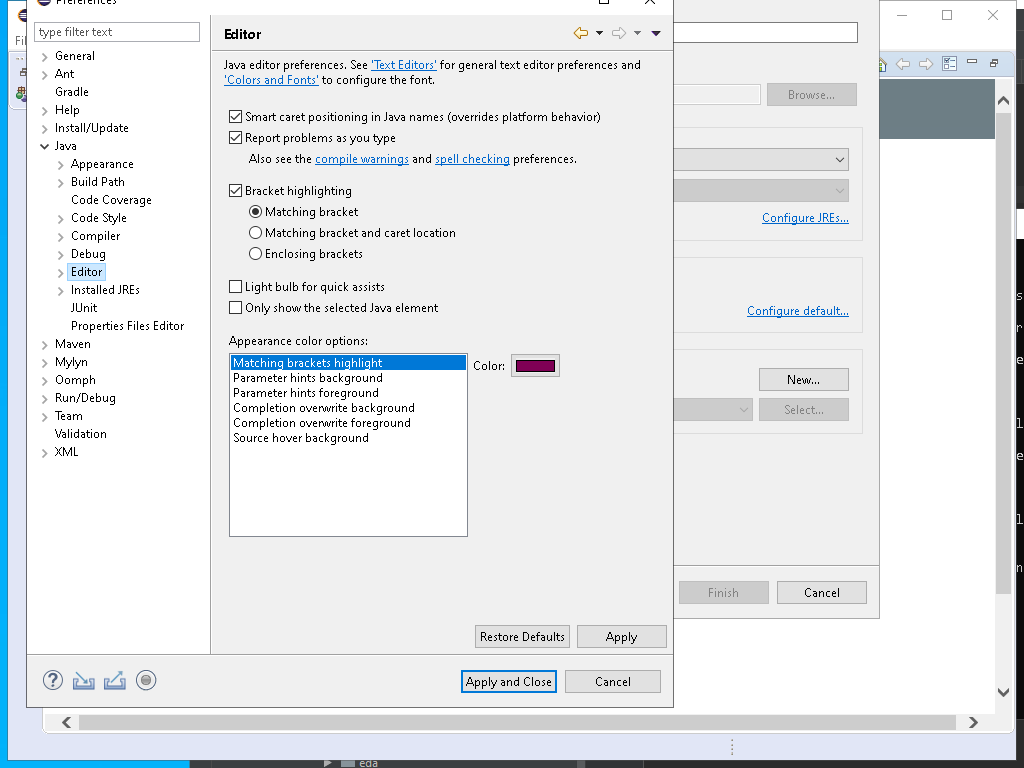 Preferences
Fil
type filter text
General
Ant
Gradle
Help
Install/Update
Java
Appearance
Build Path
Code Coverage
Code Style
Compiler
Debug
Editor
Installed JREs
JUnit
Properties Files Editor
Maven
Mylyn
Oomph
Run/Debug
Team
Validation
XML
Editor
Java editor preferences. See 'Text Editors' for general text editor preferences and
'Colors and Fonts' to configure the font.
Smart caret positioning in Java names (overrides platform behavior)
Report problems as you type
Also see the compile warnings and spell checking preferences.
Bracket highlighting
Matching bracket
Matching bracket and caret location
Enclosing brackets
Light bulb for quick assists
Only show the selected Java element
Appearance color options:
Matching brackets highlight
Parameter hints background
Parameter hints foreground
Completion overwrite background
Completion overwrite foreground
Source hover background
Color:
Restore Defaults
Apply
Apply and Close
Cancel
Browse...
Configure JREs...
Configure default...
New...
Select...
Finish
Cancel
eda